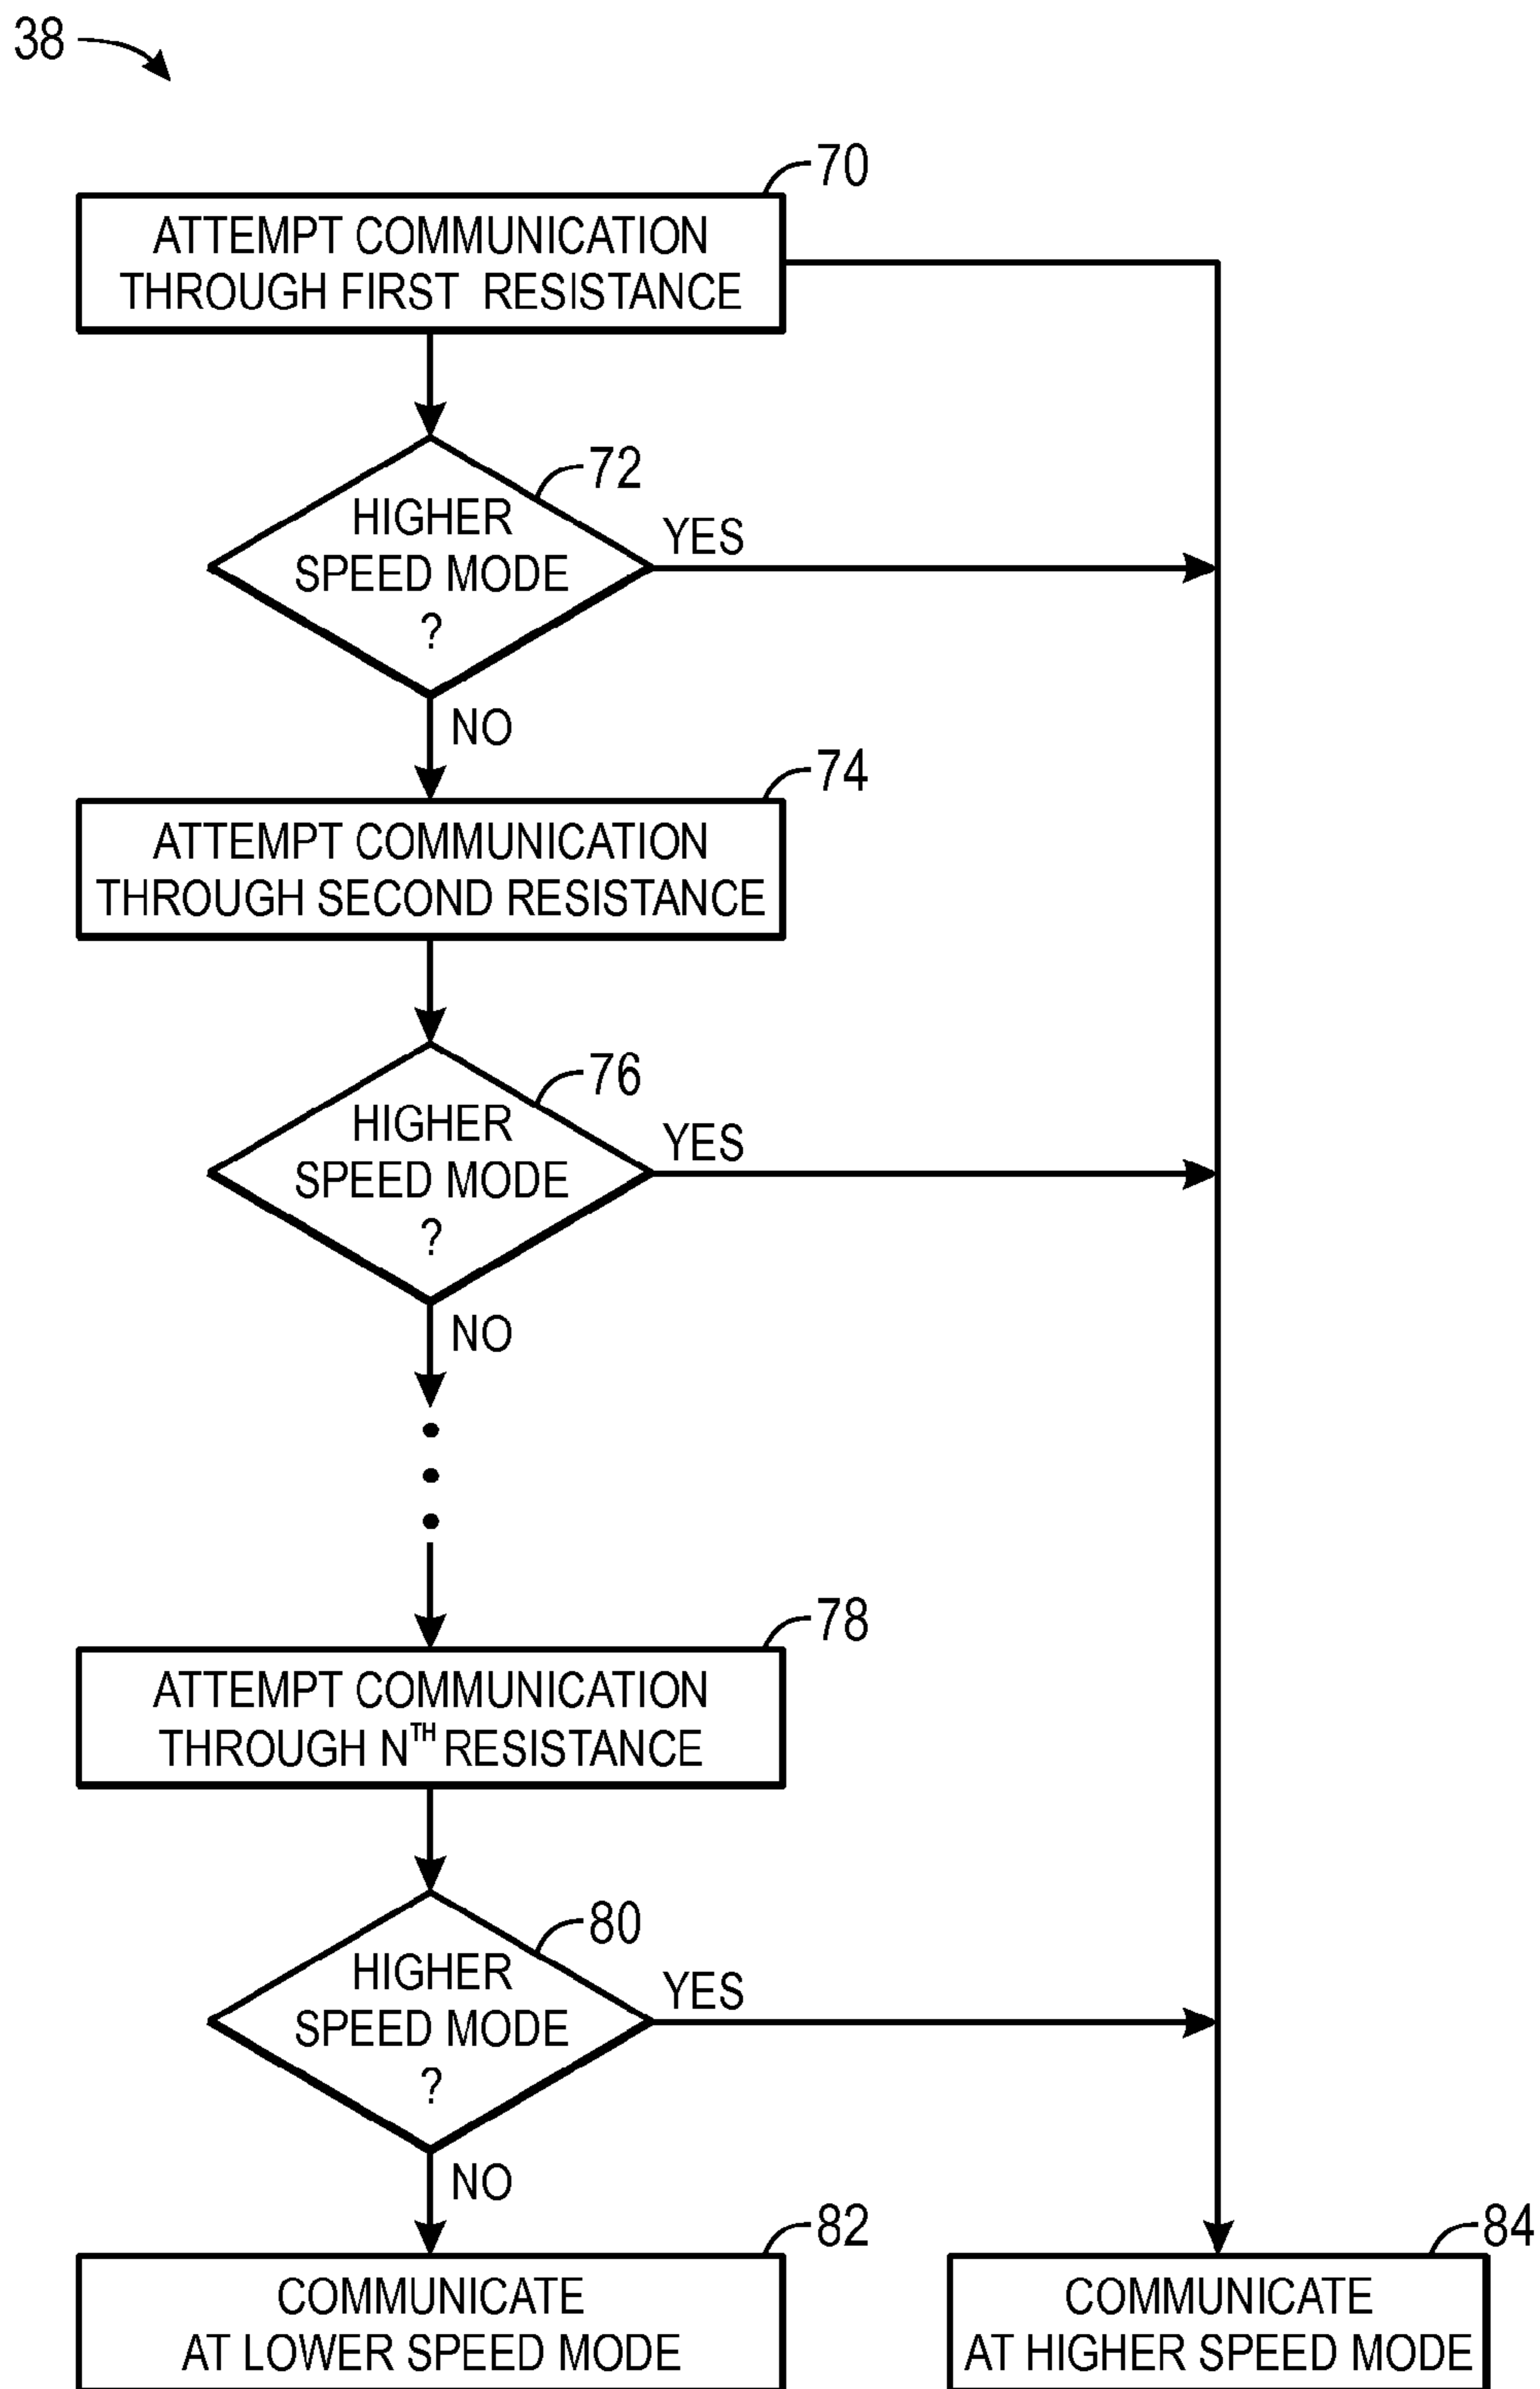 38
70
ATTEMPT COMMUNICATION
THROUGH FIRST RESISTANCE
72
HIGHER
SPEED MODE
?
YES
NO
74
ATTEMPT COMMUNICATION
THROUGH SECOND RESISTANCE
76
HIGHER
SPEED MODE
?
YES
NO
78
ATTEMPT COMMUNICATION
THROUGH NTH RESISTANCE
80
HIGHER
SPEED MODE
?
YES
NO
82
COMMUNICATE
AT LOWER SPEED MODE
84
COMMUNICATE
AT HIGHER SPEED MODE